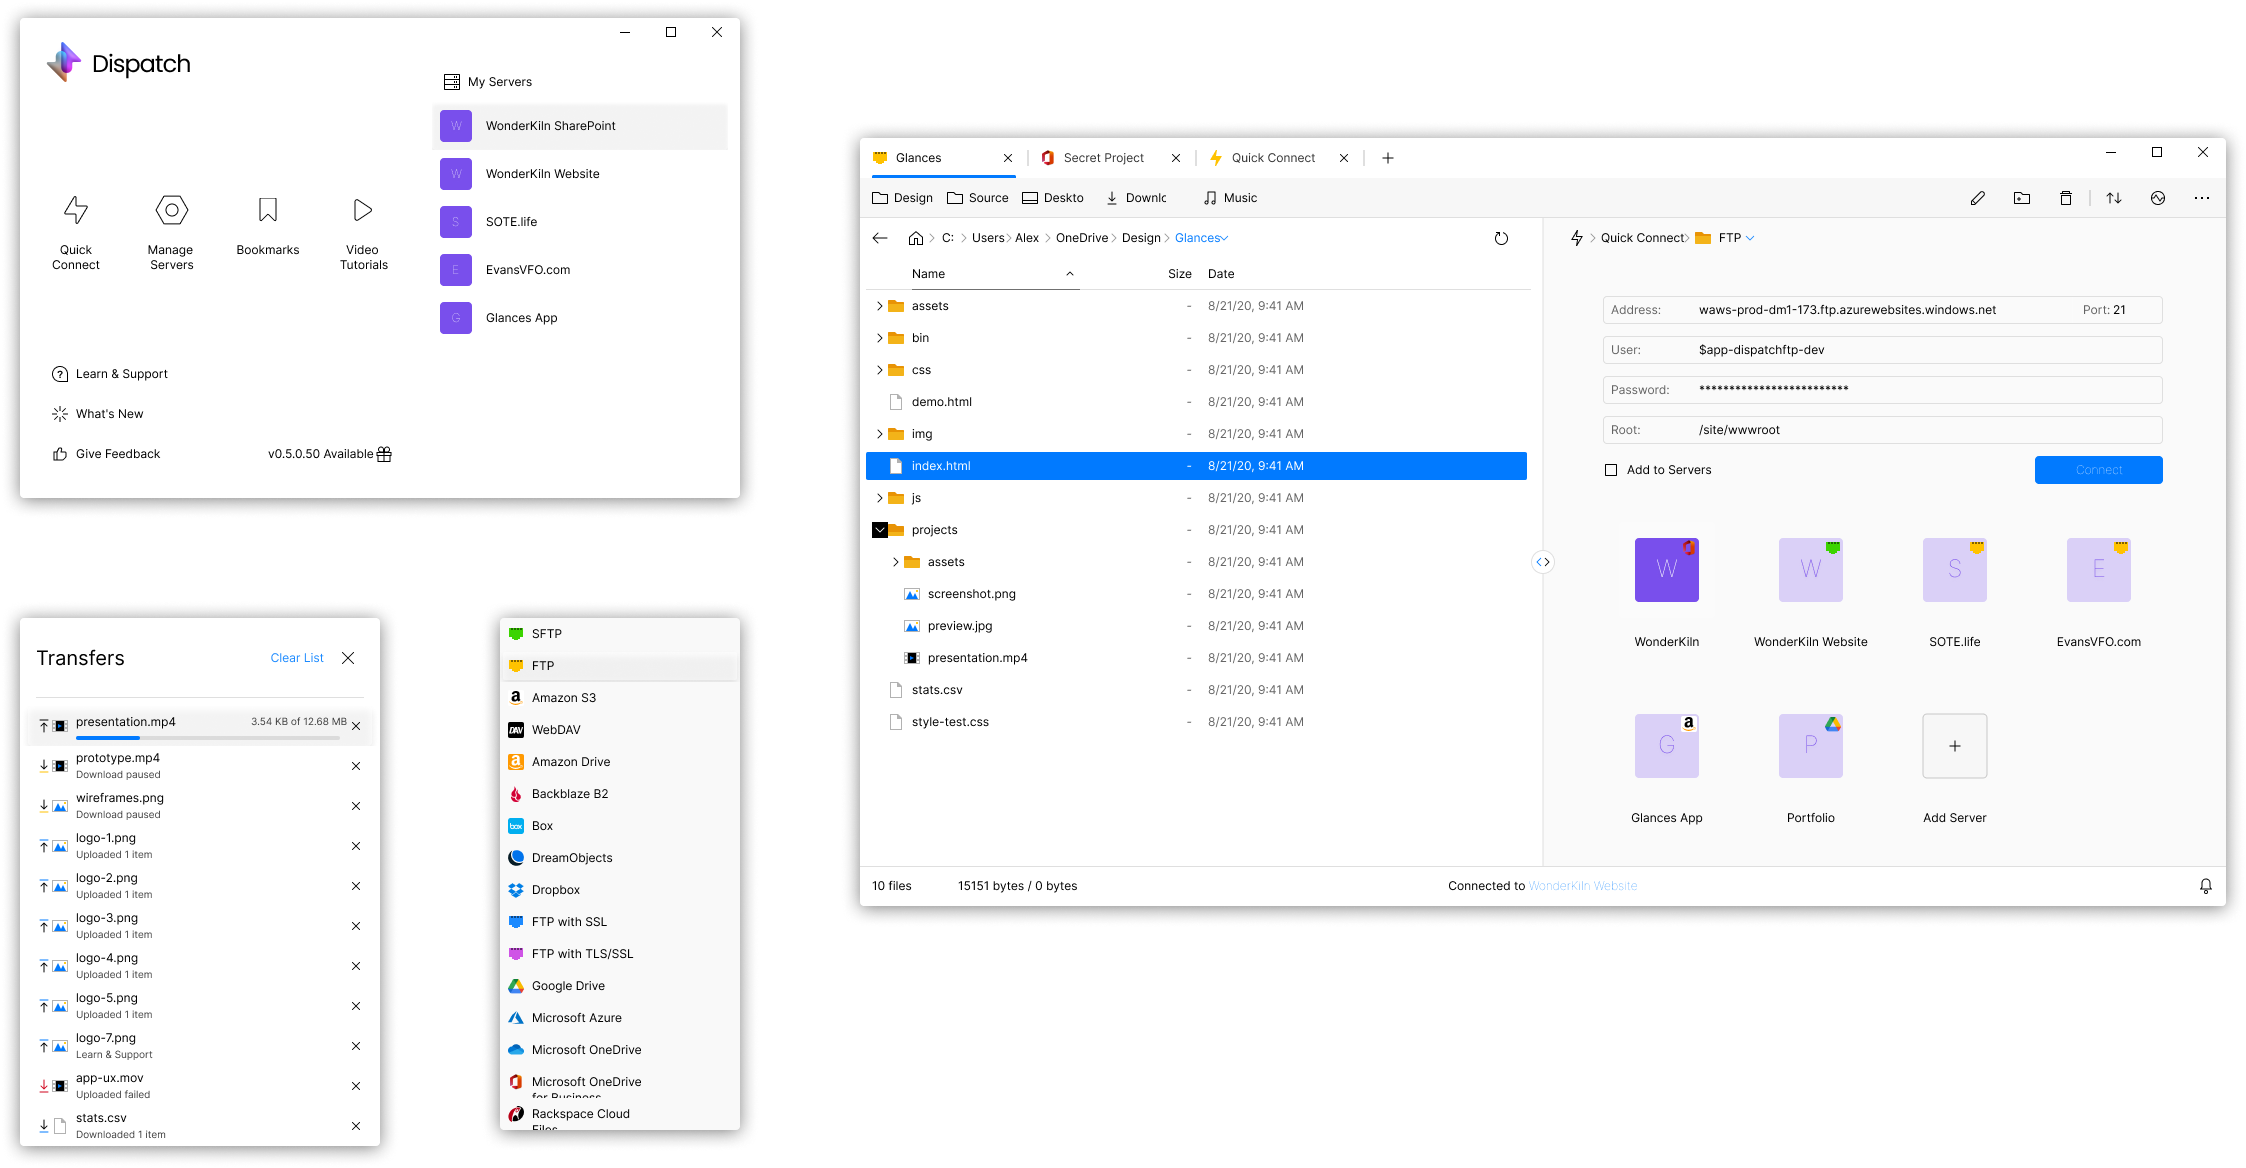 Dispatch
My Servers
W WonderKiln SharePoint
W WonderKiln Website
S SOTE.life
E EvansVFO.com
G Glances App
Quick
Connect
Manage
Servers
Bookmarks
Video
Tutorials
Learn & Support
What's New
Give Feedback
v0.5.0.50 Available
Transfers
Clear List
presentation.mp4 3.54 KB of 12.68 MB
prototype.mp4
Download paused
wireframes.png
Download paused
logo-1.png
Uploaded 1 item
logo-2.png
Uploaded 1 item
logo-3.png
Uploaded 1 item
logo-4.png
Uploaded 1 item
logo-5.png
Uploaded 1 item
logo-7.png
Learn & Support
app-ux.mov
Uploaded failed
stats.csv
Downloaded 1 item
SFTP
FTP
a Amazon S3
DAV WebDAV
a Amazon Drive
Backblaze B2
box Box
DreamObjects
Dropbox
FTP with SSL
FTP with TLS/SSL
Google Drive
Microsoft Azure
Microsoft OneDrive
Microsoft OneDrive
for Business
Rackspace Cloud
Files
Glances
Secret Project
Quick Connect
Design Source Deskto Downlc Music
C: Users Alex OneDrive Design Glances
Name Size Date
assets - 8/21/20, 9:41 AM
bin - 8/21/20, 9:41 AM
css - 8/21/20, 9:41 AM
demo.html - 8/21/20, 9:41 AM
img - 8/21/20, 9:41 AM
index.html - 8/21/20, 9:41 AM
js - 8/21/20, 9:41 AM
projects - 8/21/20, 9:41 AM
assets - 8/21/20, 9:41 AM
screenshot.png - 8/21/20, 9:41 AM
preview.jpg - 8/21/20, 9:41 AM
presentation.mp4 - 8/21/20, 9:41 AM
stats.csv - 8/21/20, 9:41 AM
style-test.css - 8/21/20, 9:41 AM
Quick Connect FTP
Address: waws-prod-dm1-173.ftp.azurewebsites.windows.net Port: 21
User: $app-dispatchftp-dev
Password: *************************
Root: /site/wwwroot
Add to Servers
Connect
W
WonderKiln
W
WonderKiln Website
S
SOTE.life
E
EvansVFO.com
G a
Glances App
P
Portfolio
+
Add Server
10 files
15151 bytes / 0 bytes
Connected to WonderKiln Website